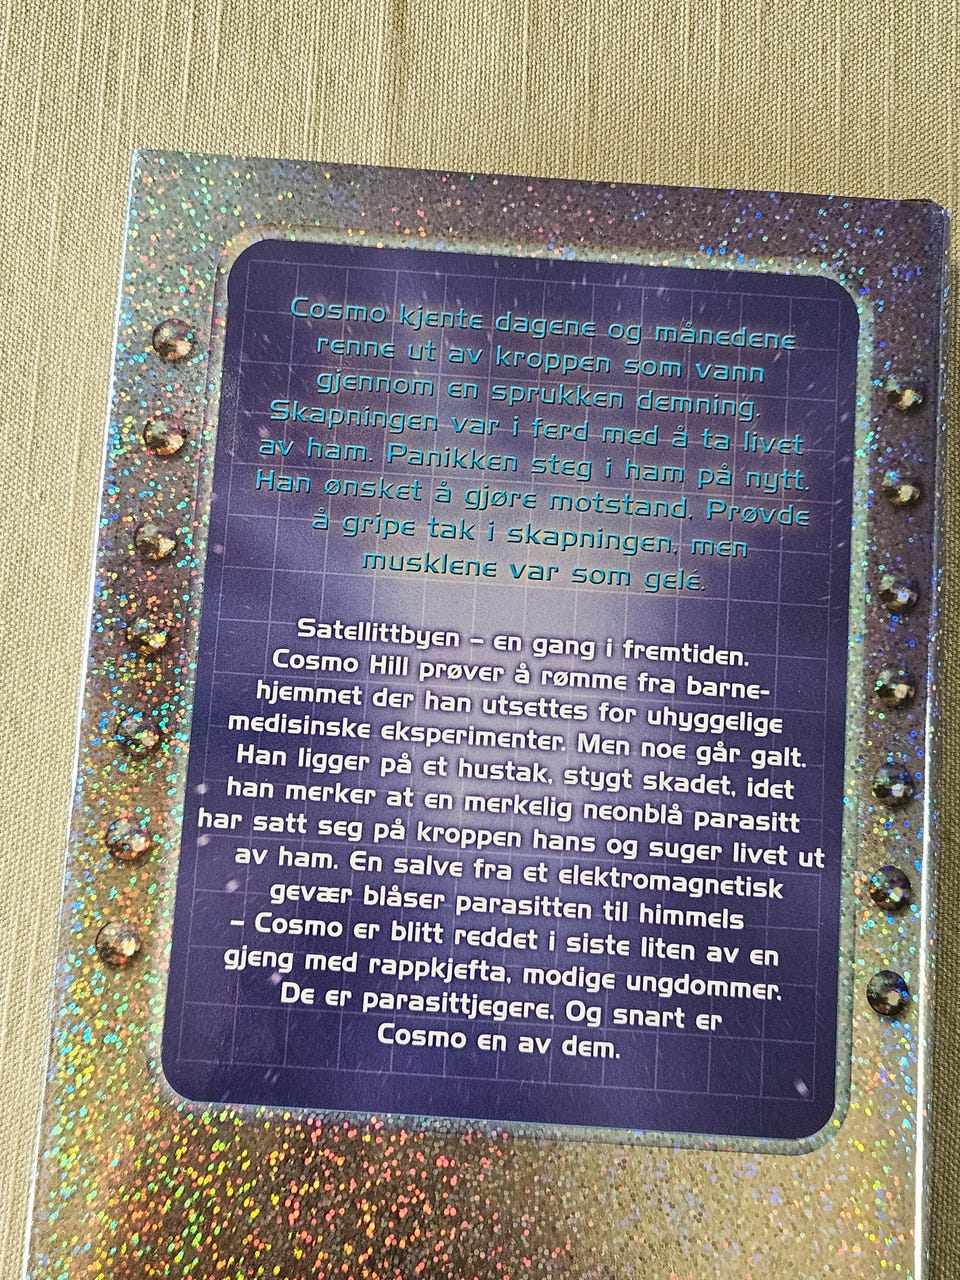 Cosmo kjente dagene og månedene
renne ut av kroppen som vann
gjennom en sprukken demning.
Skapningen var i ferd med å ta livet
av ham. Panikken steg i ham på nytt.
Han ønsket å gjøre motstand. Prøvde
å gripe tak i skapningen, men
musklene var som gelé.
Satellittbyen – en gang i fremtiden.
Cosmo Hill prøver å rømme fra barne-
hjemmet der han utsettes for uhyggelige
medisinske eksperimenter. Men noe går galt.
Han ligger på et hustak, stygt skadet, idet
han merker at en merkelig neonblå parasitt
har satt seg på kroppen hans og suger livet ut
av ham. En salve fra et elektromagnetisk
gevær blåser parasitten til himmels
– Cosmo er blitt reddet i siste liten av en
gjeng med rappkjefta, modige ungdommer.
De er parasittjegere. Og snart er
Cosmo en av dem.